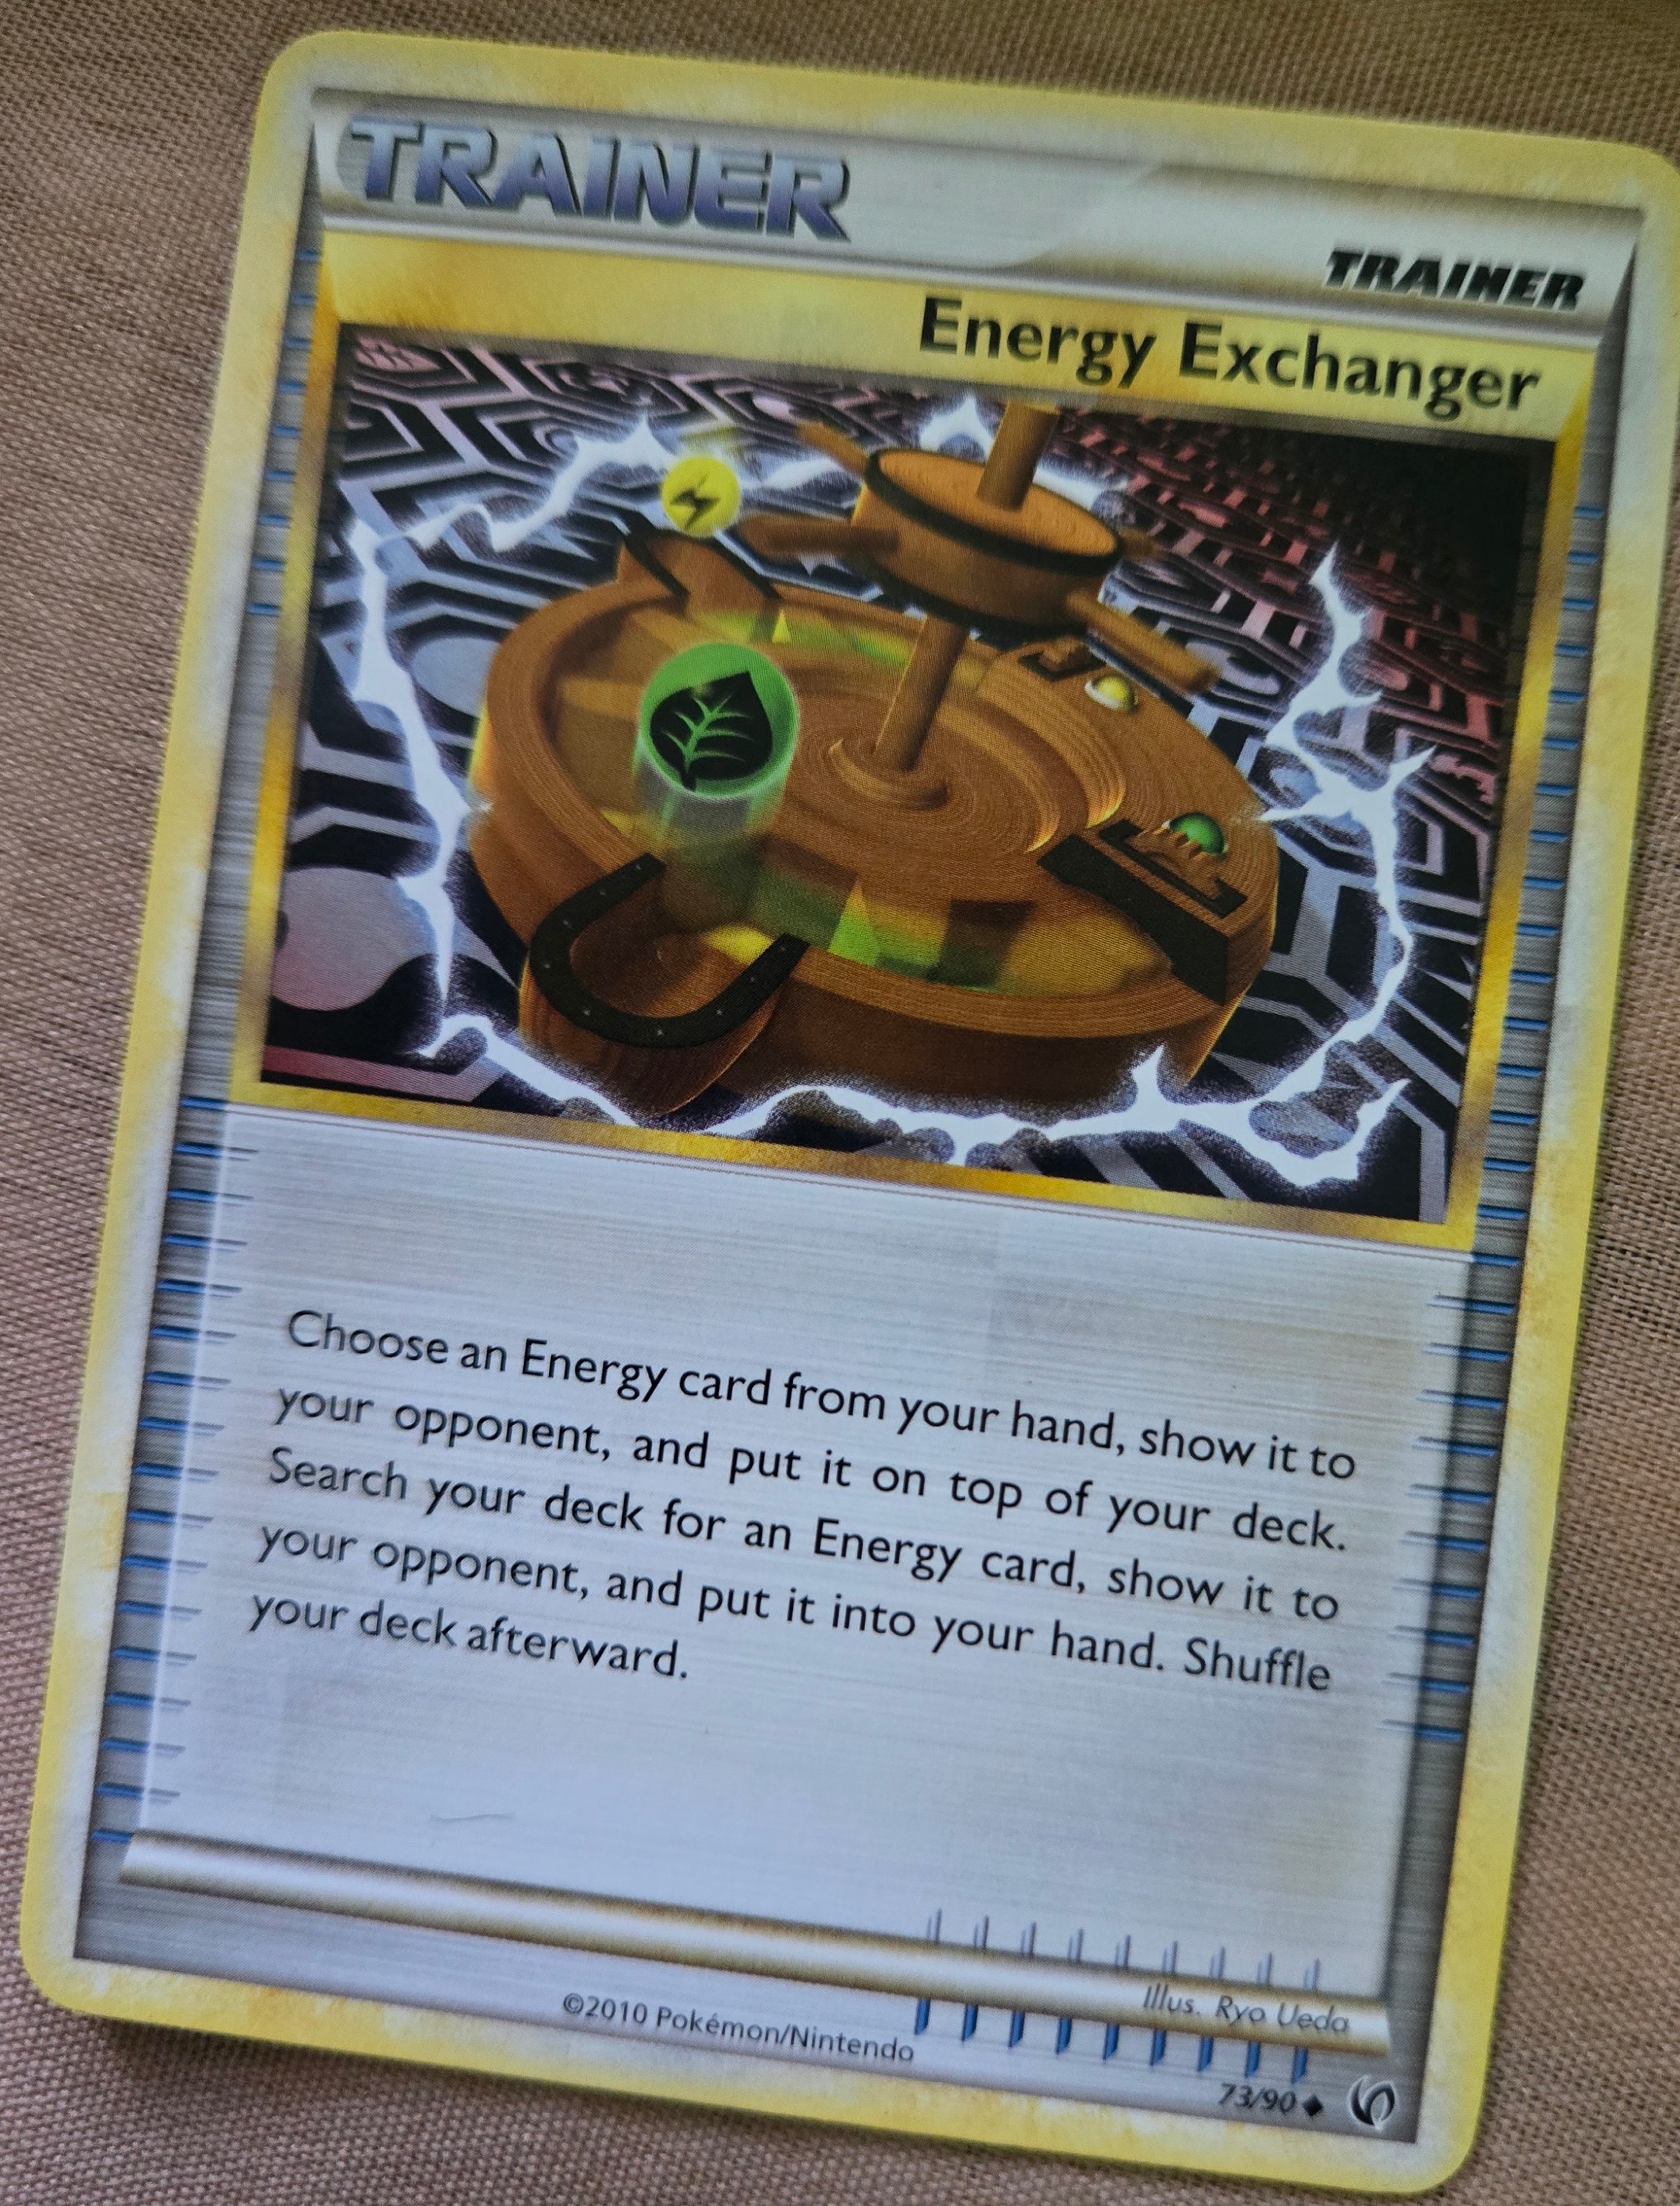 TRAINER
TRAINER
Energy Exchanger
Choose an Energy card from your hand, show it to
your opponent, and put it on top of your deck.
Search your deck for an Energy card, show it to
your opponent, and put it into your hand. Shuffle
your deck afterward.
Illus. Ryo Ueda
©2010 Pokémon/Nintendo
73/90